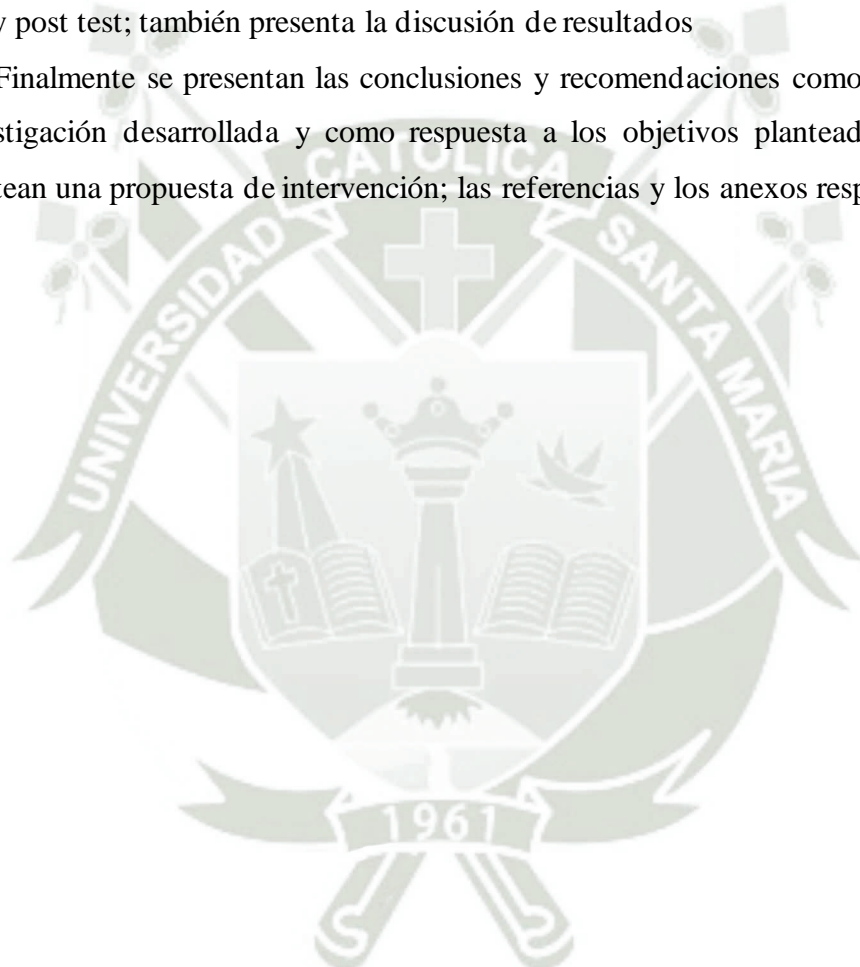 y post test; también presenta la discusión de resultados
Finalmente se presentan las conclusiones y recomendaciones como
stigación desarrollada y como respuesta a los objetivos plantead
tean una propuesta de intervención; las referencias y los anexos resp
UNIVERSIDAD CATOLICA SANTA MARIA
1961